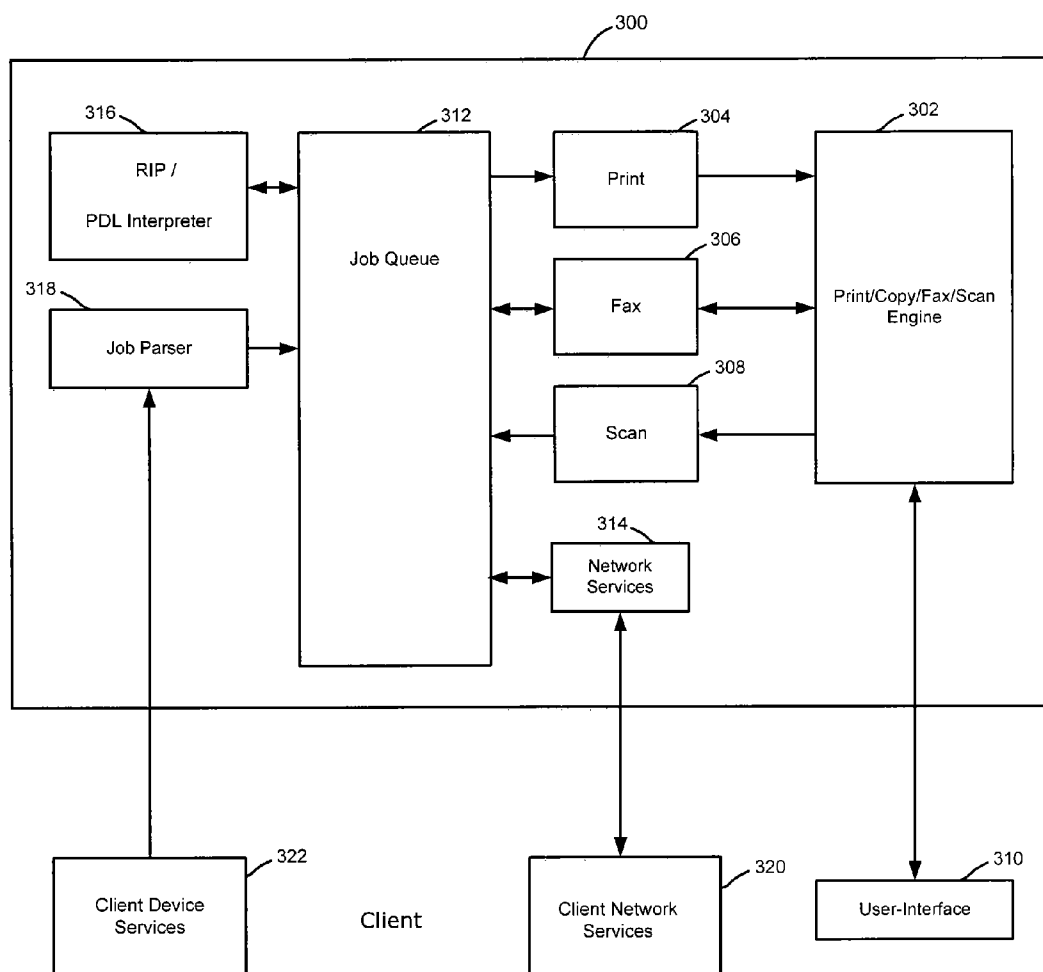 300
316
312
304
302
RIP /
PDL Interpreter
Print
Job Queue
306
Fax
Print/Copy/Fax/Scan
Engine
318
Job Parser
308
Scan
314
Network
Services
322
Client Device
Services
Client
320
Client Network
Services
310
User-Interface